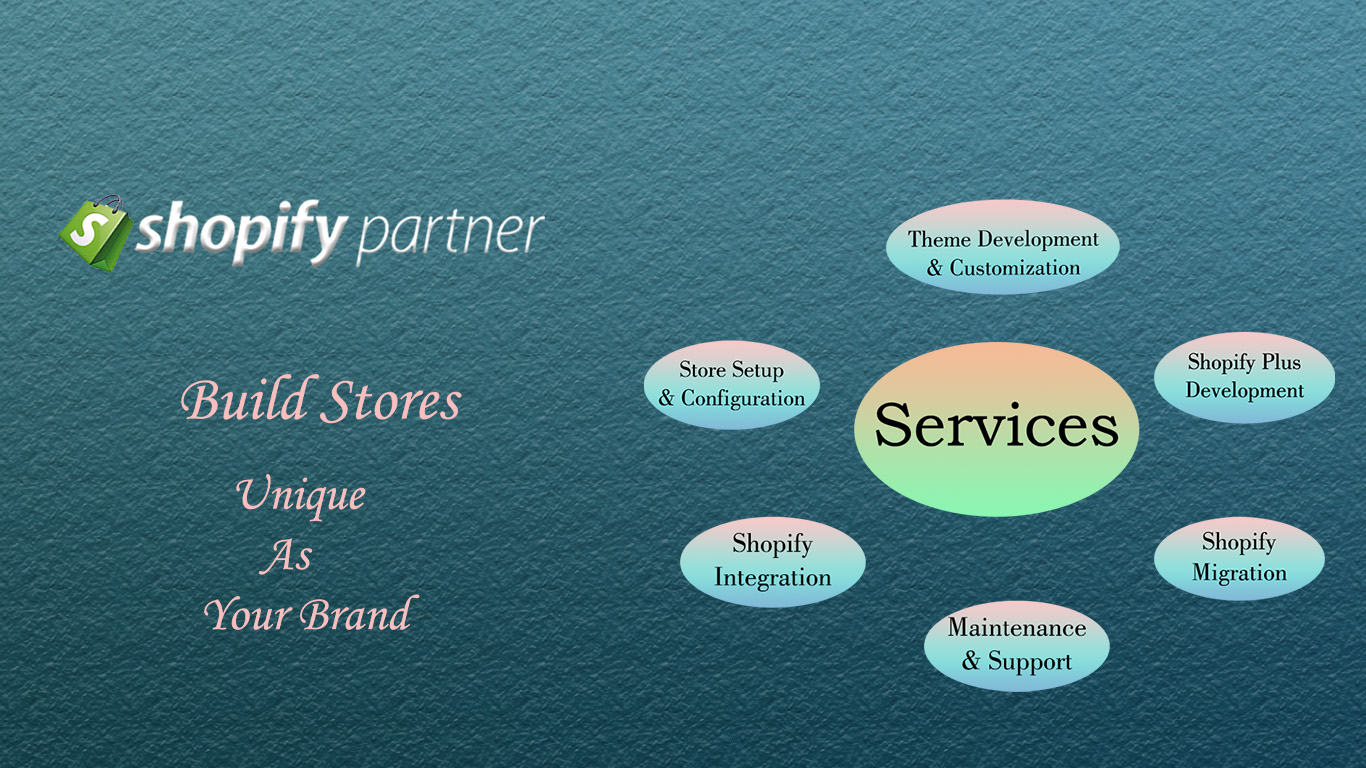 shopify partner
Build Stores
Unique
As
Your Brand
Services
Theme Development
& Customization
Shopify Plus
Development
Shopify
Migration
Maintenance
& Support
Shopify
Integration
Store Setup
& Configuration